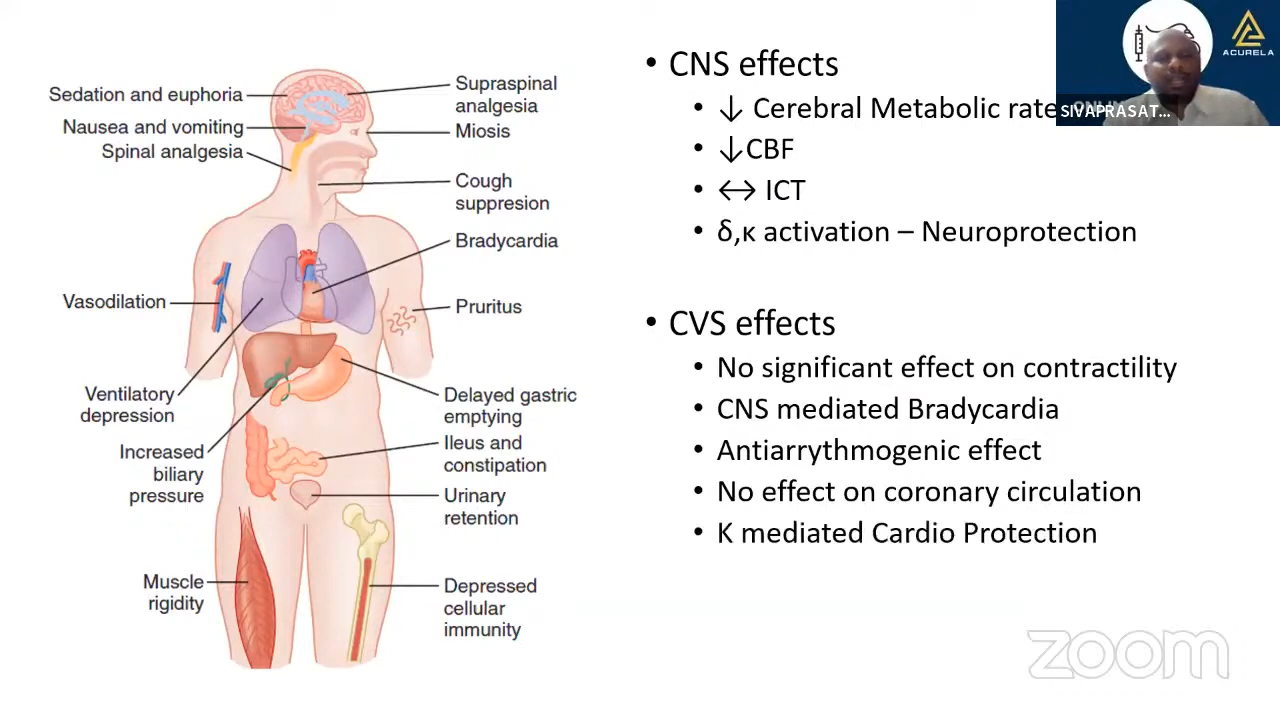 Sedation and euphoria
Nausea and vomiting
Spinal analgesia
Vasodilation
Ventilatory
depression
Increased
biliary
pressure
Muscle
rigidity
Supraspinal
analgesia
Miosis
Cough
suppresion
Bradycardia
Pruritus
Delayed gastric
emptying
Ileus and
constipation
Urinary
retention
Depressed
cellular
immunity
• CNS effects
• ↓ Cerebral Metabolic rate
• ↓CBF
• ↔ ICT
• δ,κ activation – Neuroprotection
• CVS effects
• No significant effect on contractility
• CNS mediated Bradycardia
• Antiarrythmogenic effect
• No effect on coronary circulation
• K mediated Cardio Protection
ACURELA
SIVAPRASAT...
zoom